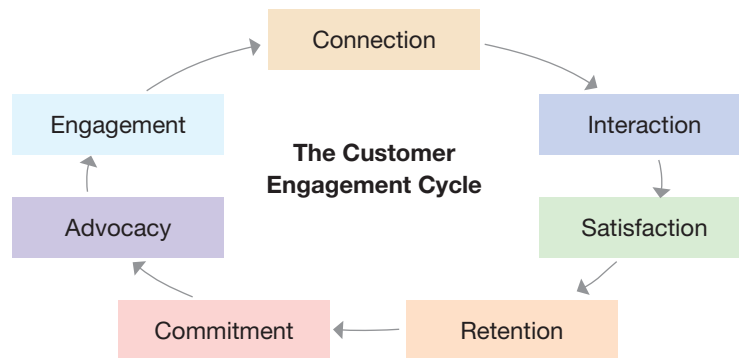 Connection
Engagement
Interaction
The Customer
Engagement Cycle
Advocacy
Satisfaction
Commitment
Retention